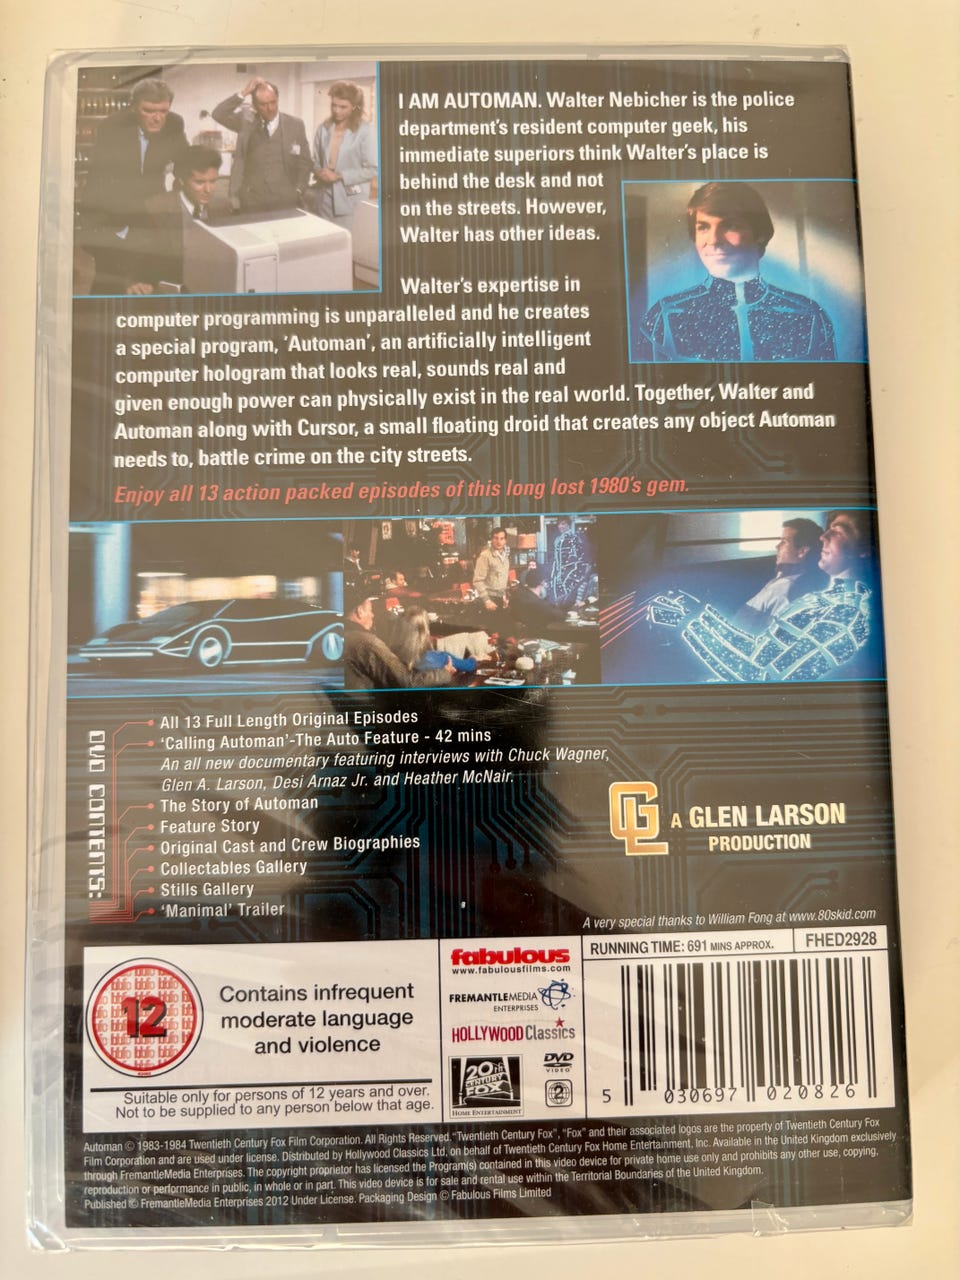 I AM AUTOMAN. Walter Nebicher is the police
department's resident computer geek, his
immediate superiors think Walter's place is
behind the desk and not
on the streets. However,
Walter has other ideas.
Walter's expertise in
computer programming is unparalleled and he creates
a special program, 'Automan', an artificially intelligent
computer hologram that looks real, sounds real and
given enough power can physically exist in the real world. Together, Walter and
Automan along with Cursor, a small floating droid that creates any object Automan
needs to, battle crime on the city streets.
Enjoy all 13 action packed episodes of this long lost 1980's gem.
DVD CONTENTS:
All 13 Full Length Original Episodes
'Calling Automan'-The Auto Feature - 42 mins
An all new documentary featuring interviews with Chuck Wagner,
Glen A. Larson, Desi Arnaz Jr. and Heather McNair.
The Story of Automan
Feature Story
Original Cast and Crew Biographies
Collectables Gallery
Stills Gallery
'Manimal' Trailer
GL A GLEN LARSON
PRODUCTION
A very special thanks to William Fong at www.80skid.com
12
Contains infrequent
moderate language
and violence
Suitable only for persons of 12 years and over.
Not to be supplied to any person below that age.
fabulous
www.fabulousfilms.com
FREMANTLEMEDIA
ENTERPRISES
HOLLYWOOD Classics
20th
CENTURY
FOX
HOME ENTERTAINMENT
DVD
VIDEO
2
RUNNING TIME: 691 MINS APPROX.
FHED2928
5 030697 020826
Automan © 1983-1984 Twentieth Century Fox Film Corporation. All Rights Reserved. "Twentieth Century Fox", "Fox" and their associated logos are the property of Twentieth Century Fox
Film Corporation and are used under license. Distributed by Hollywood Classics Ltd, on behalf of Twentieth Century Fox Home Entertainment, Inc. Available in the United Kingdom exclusively
through FremantleMedia Enterprises. The copyright proprietor has licensed the Program(s) contained in this video device for private home use only and prohibits any other use, copying,
reproduction or performance in public, in whole or in part. This video device is for sale and rental use within the Territorial Boundaries of the United Kingdom.
Published © FremantleMedia Enterprises 2012 Under License. Packaging Design © Fabulous Films Limited